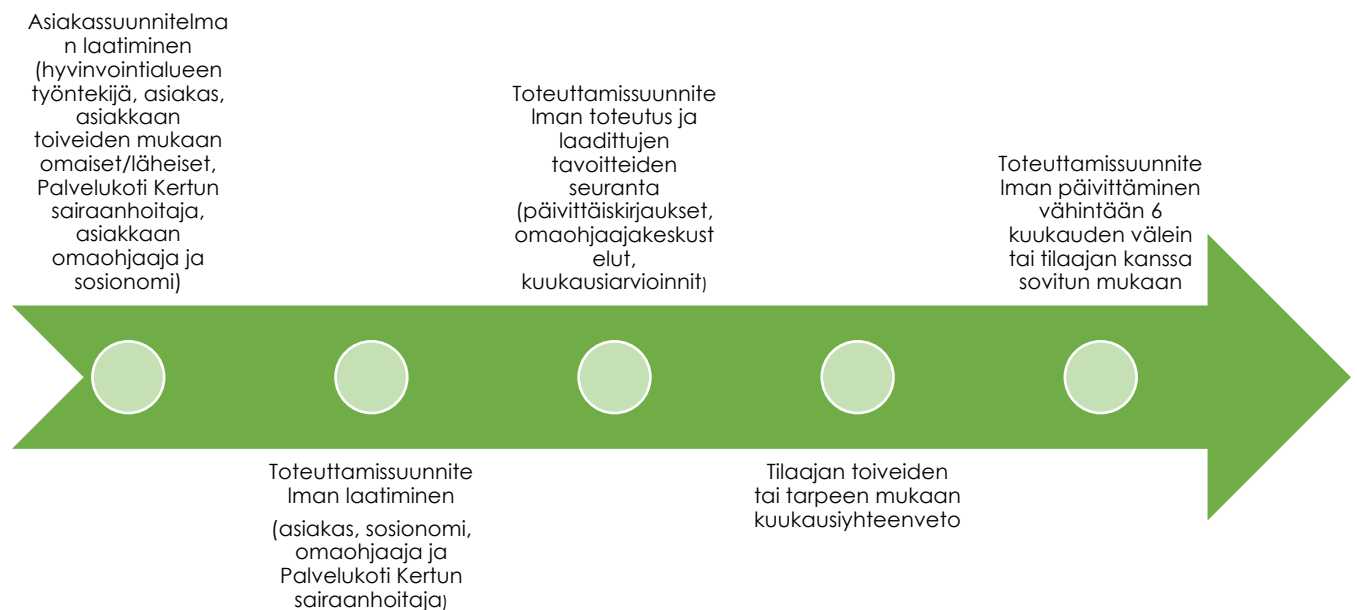 Asiakassuunnitelma
n laatiminen
(hyvinvointialueen
työntekijä, asiakas,
asiakkaan
toiveiden mukaan
omaiset/läheiset,
Palvelukoti Kertun
sairaanhoitaja,
asiakkaan
omaohjaaja ja
sosionomi)
Toteuttamissuunnite
lman laatiminen
(asiakas, sosionomi,
omaohjaaja ja
Palvelukoti Kertun
sairaanhoitaja)
Toteuttamissuunnite
lman toteutus ja
laadittujen
tavoitteiden
seuranta
(päivittäiskirjaukset,
omaohjaajakeskust
elut,
kuukausiarvioinnit)
Tilaajan toiveiden
tai tarpeen mukaan
kuukausiyhteenveto
Toteuttamissuunnite
lman päivittäminen
vähintään 6
kuukauden välein
tai tilaajan kanssa
sovitun mukaan